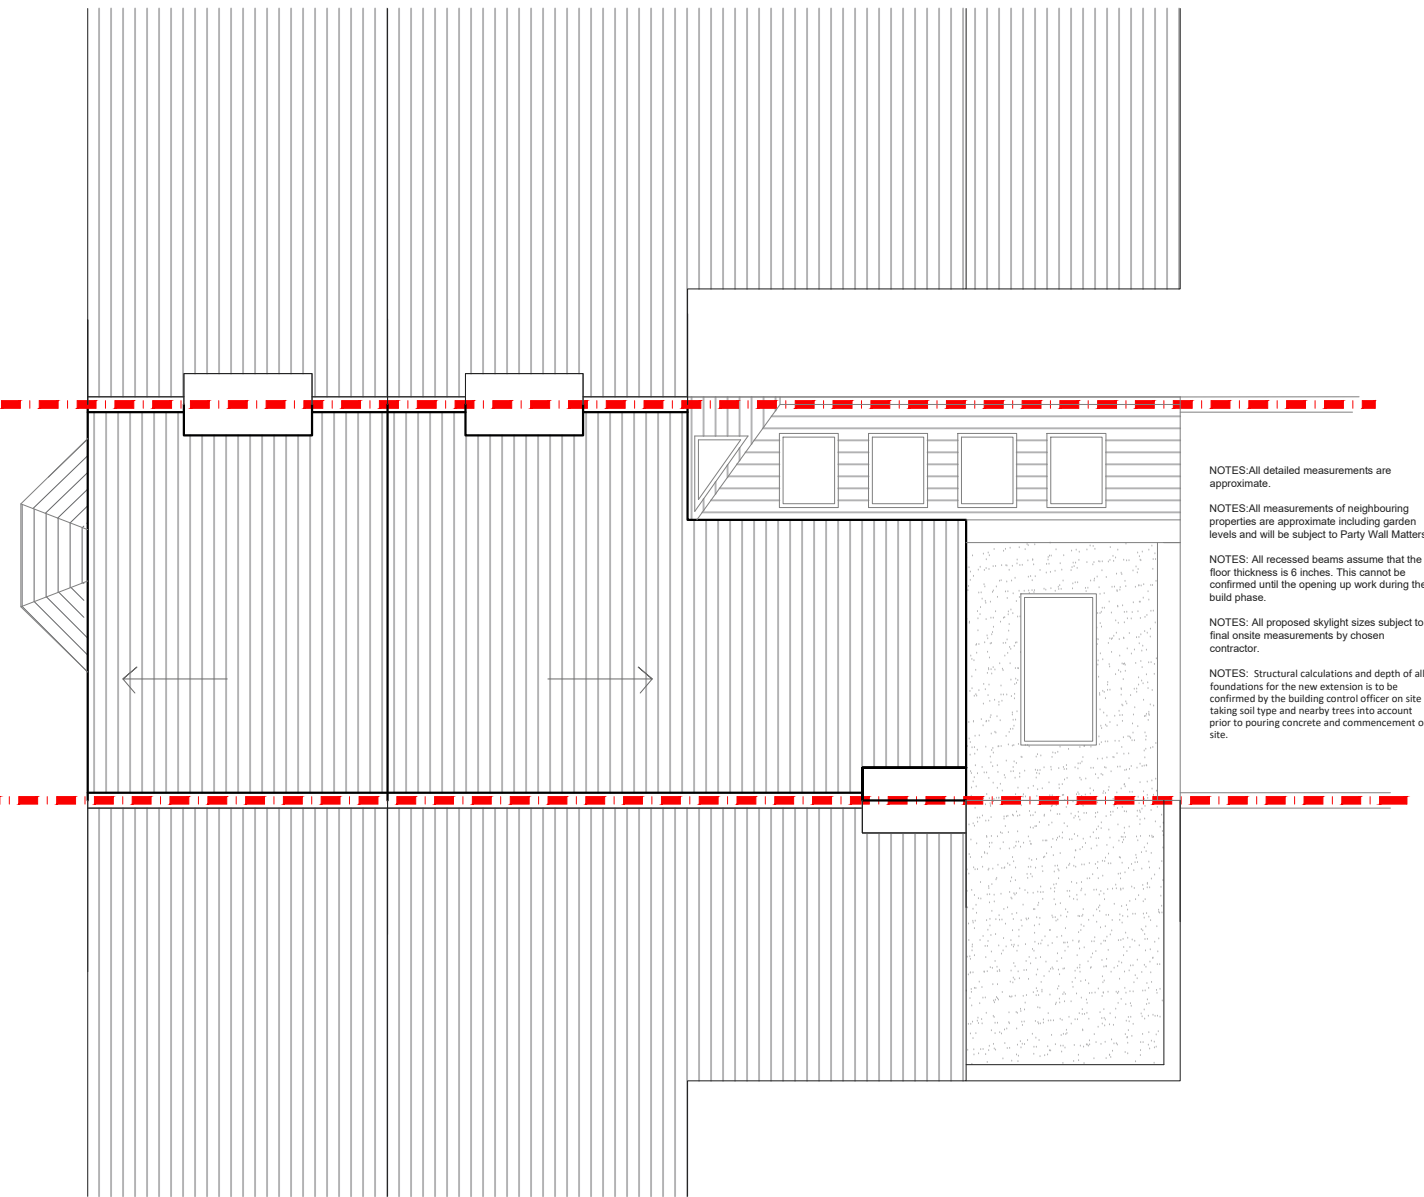 NOTES:All detailed measurements are
approximate.
NOTES:All measurements of neighbouring
properties are approximate including garden
levels and will be subject to Party Wall Matters
NOTES: All recessed beams assume that the
floor thickness is 6 inches. This cannot be
confirmed until the opening up work during the
build phase.
NOTES: All proposed skylight sizes subject to
final onsite measurements by chosen
contractor.
NOTES: Structural calculations and depth of all
foundations for the new extension is to be
confirmed by the building control officer on site
taking soil type and nearby trees into account
prior to pouring concrete and commencement o
site.